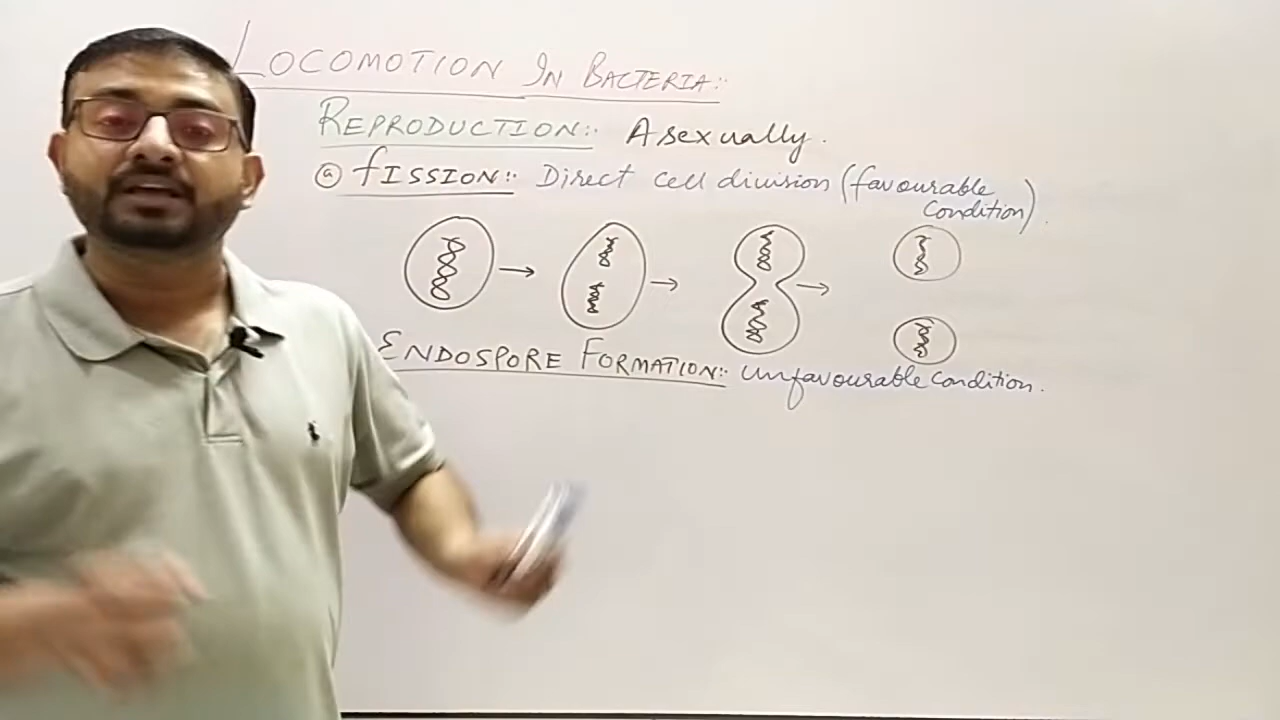 LOCOMOTION IN BACTERIA:-
REPRODUCTION:- Asexually.
(a) fISSION:- Direct cell division (favourable
condition).
ENDOSPORE FORMATION:- Unfavourable condition.